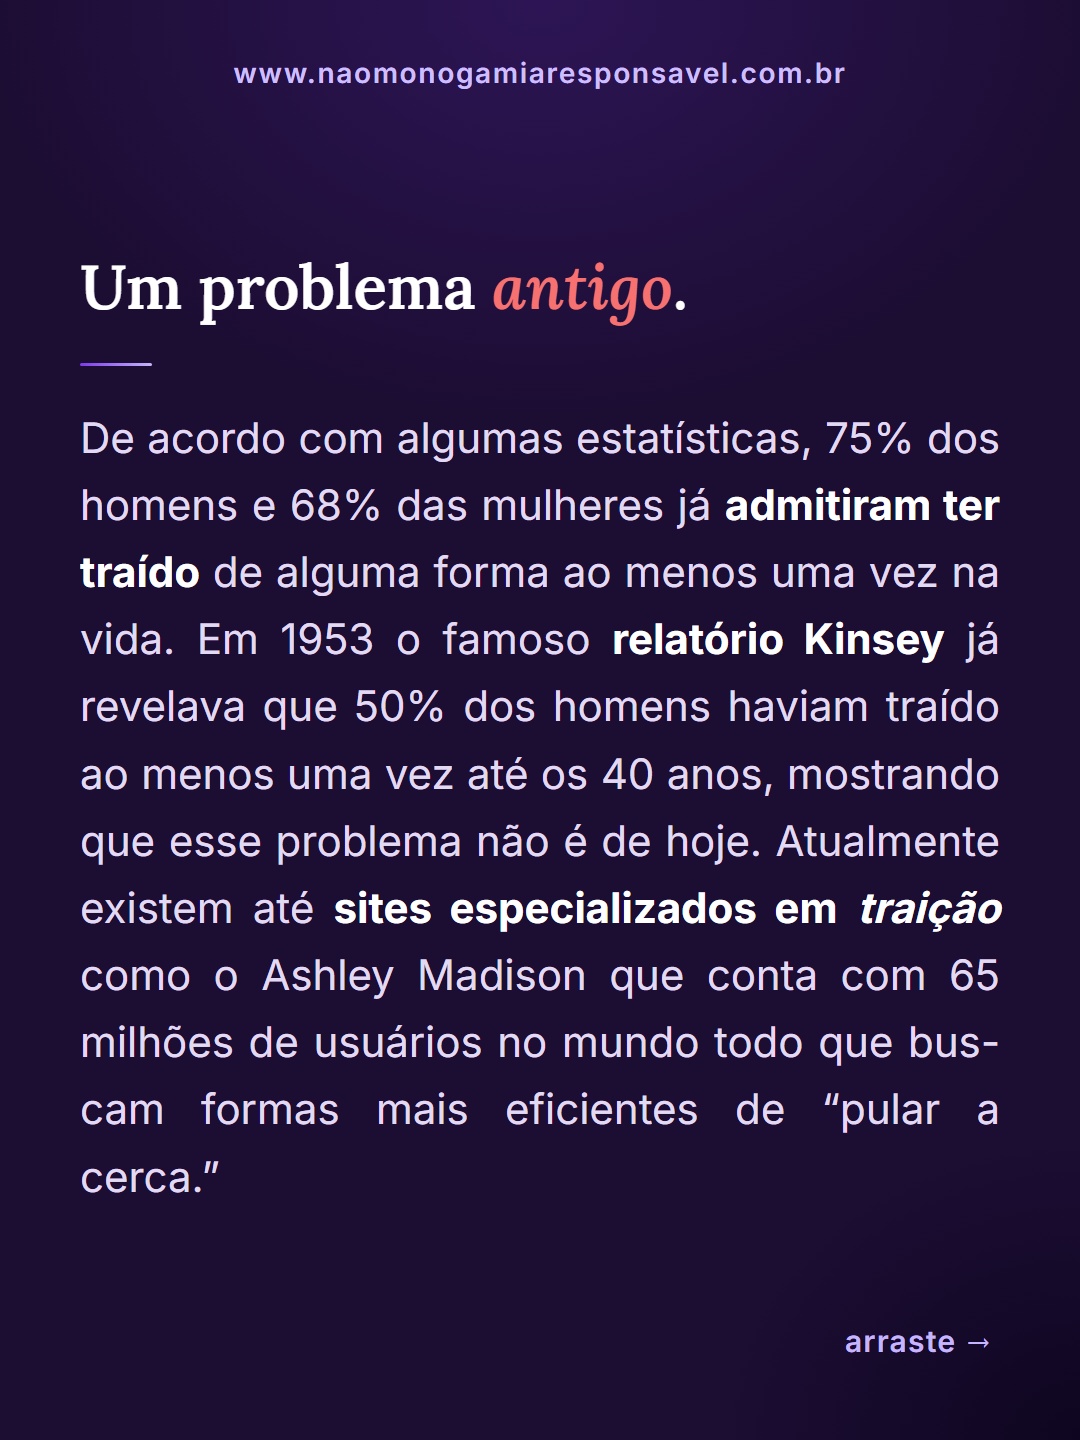 www.naomonogamiaresponsavel.com.br
Um problema antigo.
De acordo com algumas estatísticas, 75% dos
homens e 68% das mulheres já admitiram ter
traído de alguma forma ao menos uma vez na
vida. Em 1953 o famoso relatório Kinsey já
revelava que 50% dos homens haviam traído
ao menos uma vez até os 40 anos, mostrando
que esse problema não é de hoje. Atualmente
existem até sites especializados em traição
como o Ashley Madison que conta com 65
milhões de usuários no mundo todo que bus-
cam formas mais eficientes de “pular a
cerca.”
arraste →